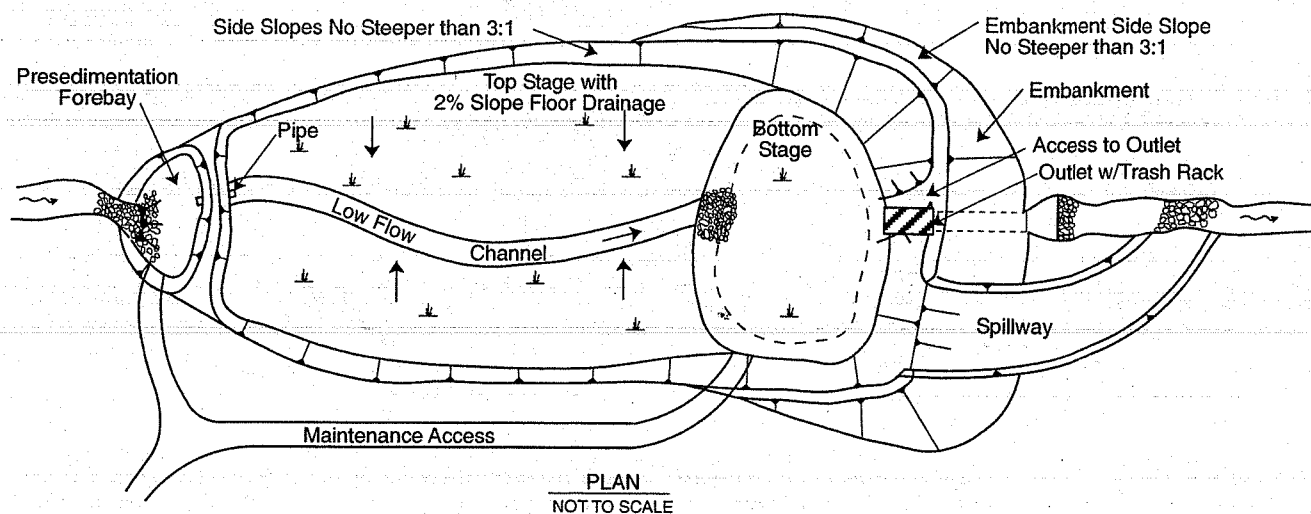 Side Slopes No Steeper than 3:1
Embankment Side Slope
No Steeper than 3:1
Presedimentation
Forebay
Top Stage with
2% Slope Floor Drainage
Embankment
Pipe
Bottom
Stage
Access to Outlet
Outlet w/Trash Rack
Low Flow
Channel
Spillway
Maintenance Access
PLAN
NOT TO SCALE